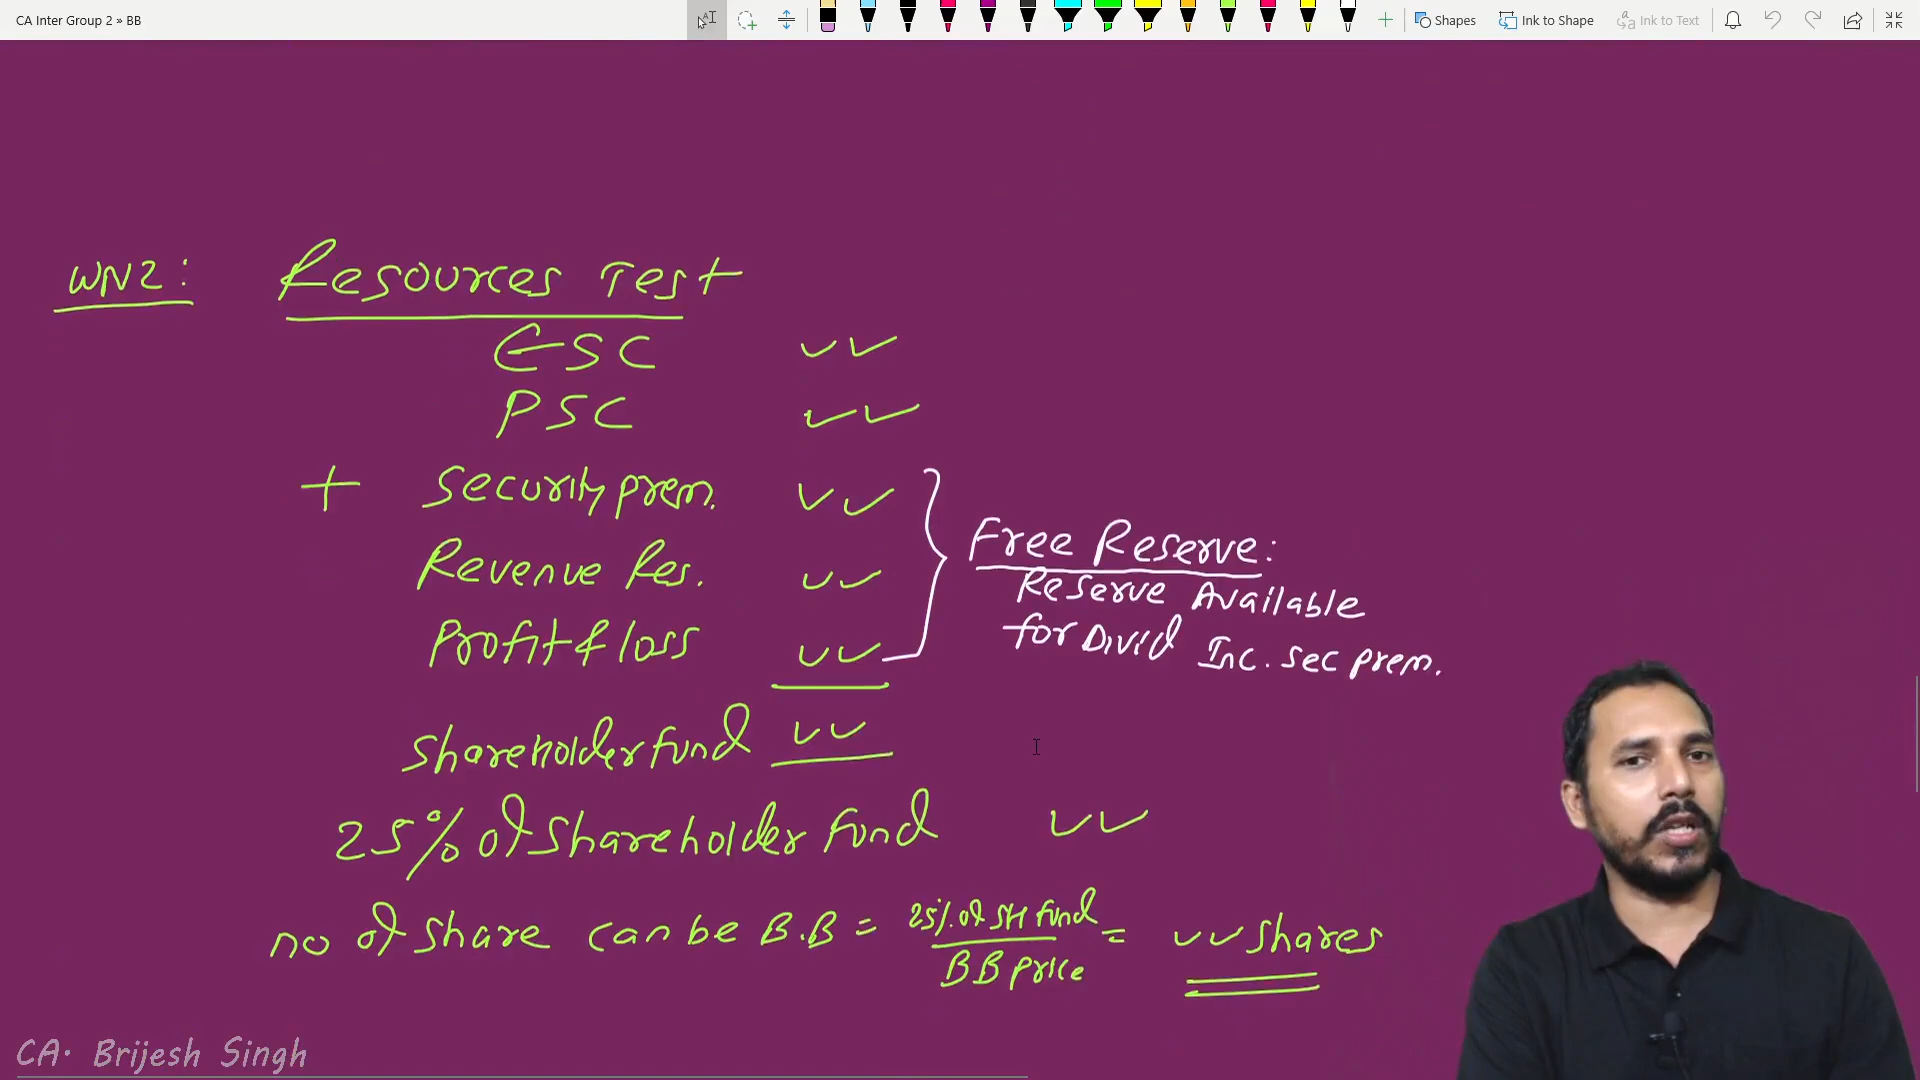 CA Inter Group 2 » BB
Shapes
Ink to Shape
Ink to Text
WN2: Resources Test
ESC ✓✓
PSC ✓✓
+ Security prem. ✓✓
Revenue Res. ✓✓
Profit & loss ✓✓
Free Reserve:
Reserve Available
for Divid Inc. sec prem.
Shareholder fund ✓✓
25% of Shareholder fund ✓✓
no of share can be B.B = 25% of SH fund / BB price = ✓✓ shares
CA. Brijesh Singh